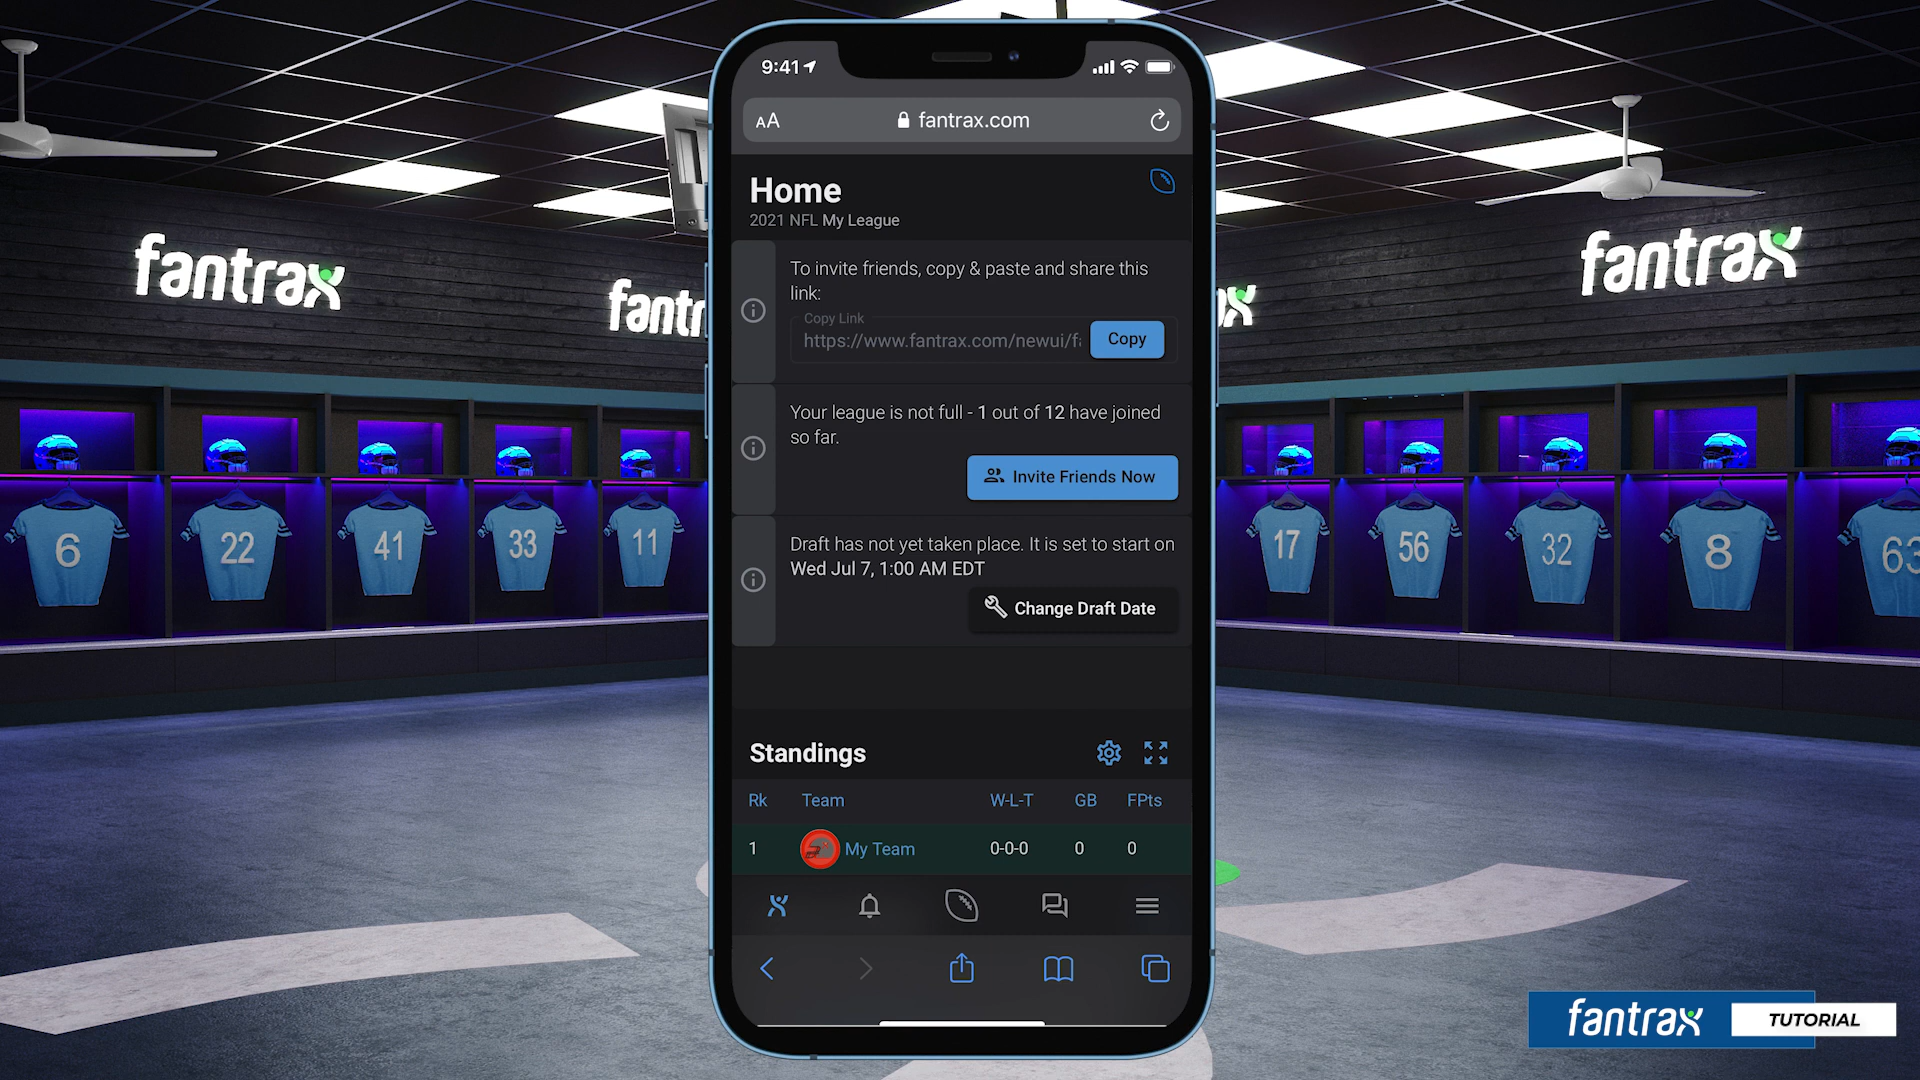 9:41
AA
fantrax.com
Home
2021 NFL My League
To invite friends, copy & paste and share this
link:
Copy Link
https://www.fantrax.com/newui/f
Copy
Your league is not full - 1 out of 12 have joined
so far.
Invite Friends Now
Draft has not yet taken place. It is set to start on
Wed Jul 7, 1:00 AM EDT
Change Draft Date
Standings
Rk Team W-L-T GB FPts
1 My Team 0-0-0 0 0
fantrax
fantr
x
fantrax
6
22
41
33
11
17
56
32
8
63
fantrax TUTORIAL